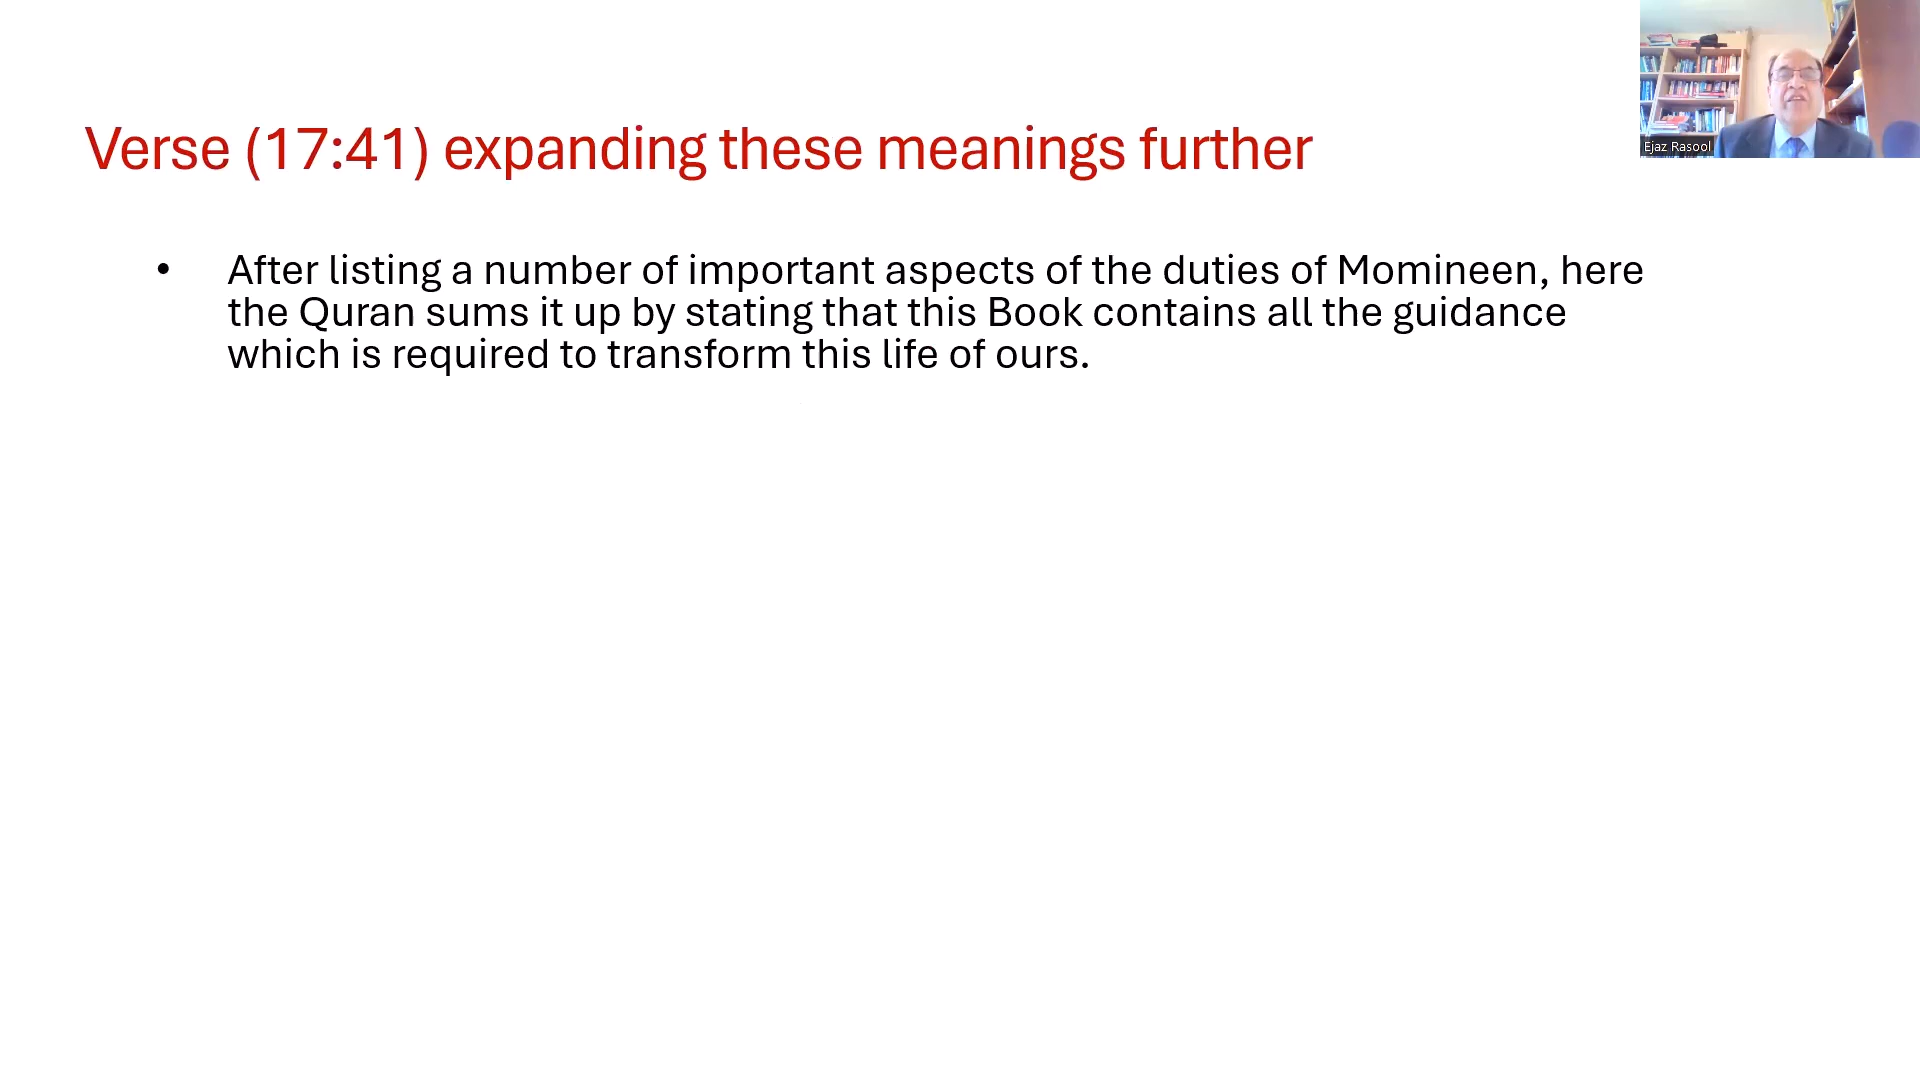 Ejaz Rasool
Verse (17:41) expanding these meanings further
• After listing a number of important aspects of the duties of Momineen, here
the Quran sums it up by stating that this Book contains all the guidance
which is required to transform this life of ours.